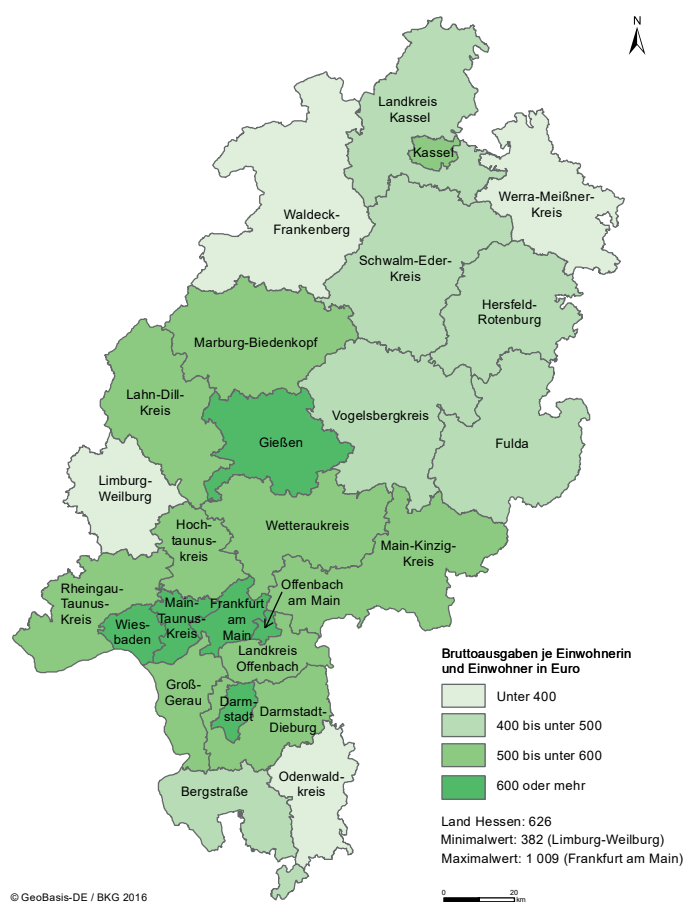 N
Landkreis
Kassel
Kassel
Werra-Meißner-
Kreis
Waldeck-
Frankenberg
Schwalm-Eder-
Kreis
Hersfeld-
Rotenburg
Marburg-Biedenkopf
Lahn-Dill-
Kreis
Vogelsbergkreis
Gießen
Fulda
Limburg-
Weilburg
Hoch-
taunus-
kreis
Wetteraukreis
Main-Kinzig-
Kreis
Rheingau-
Taunus-
Kreis
Offenbach
am Main
Main-
Taunus-
Kreis
Frankfurt
am
Main
Wies-
baden
Landkreis
Offenbach
Groß-
Gerau
Darm-
stadt
Darmstadt-
Dieburg
Odenwald-
kreis
Bergstraße
Bruttoausgaben je Einwohnerin
und Einwohner in Euro
Unter 400
400 bis unter 500
500 bis unter 600
600 oder mehr
Land Hessen: 626
Minimalwert: 382 (Limburg-Weilburg)
Maximalwert: 1 009 (Frankfurt am Main)
© GeoBasis-DE / BKG 2016
0 20
km